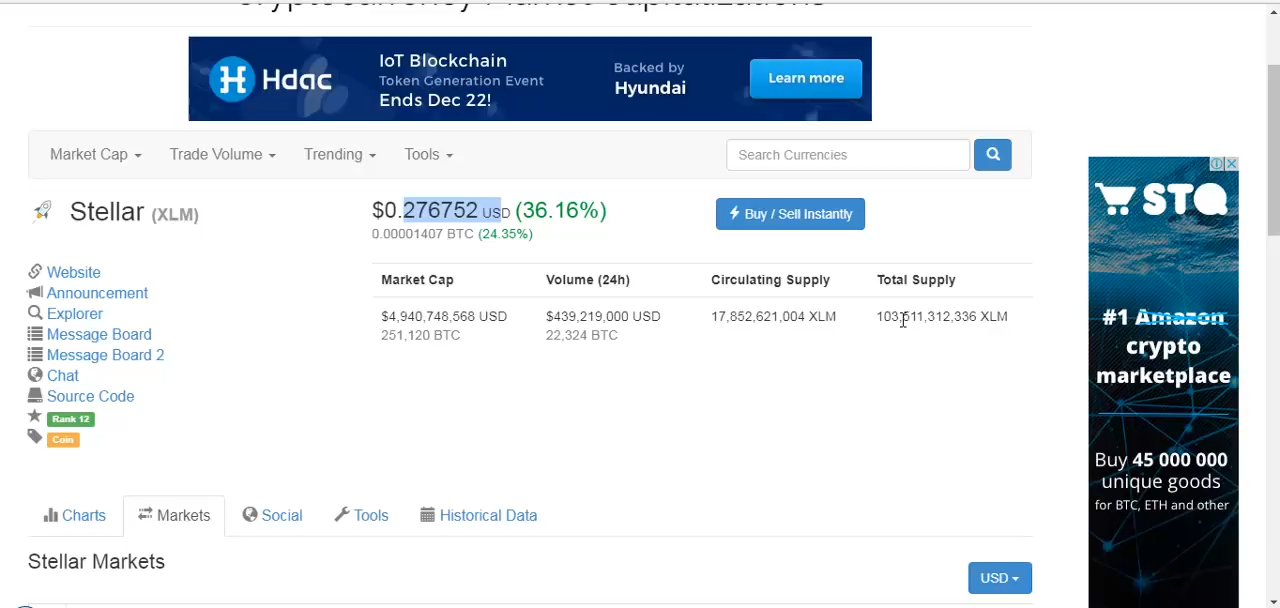 Cryptocurrency Market Capitalizations
Hdac
IoT Blockchain
Token Generation Event
Ends Dec 22!
Backed by
Hyundai
Learn more
Market Cap
Trade Volume
Trending
Tools
Search Currencies
Stellar (XLM)
$0.276752 USD (36.16%)
0.00001407 BTC (24.35%)
Buy / Sell Instantly
Website
Announcement
Explorer
Message Board
Message Board 2
Chat
Source Code
Rank 12
Coin
Market Cap Volume (24h) Circulating Supply Total Supply
$4,940,748,568 USD $439,219,000 USD 17,852,621,004 XLM 103,511,312,336 XLM
251,120 BTC 22,324 BTC
STQ
#1 Amazon
crypto
marketplace
Buy 45 000 000
unique goods
for BTC, ETH and other
Charts
Markets
Social
Tools
Historical Data
Stellar Markets
USD